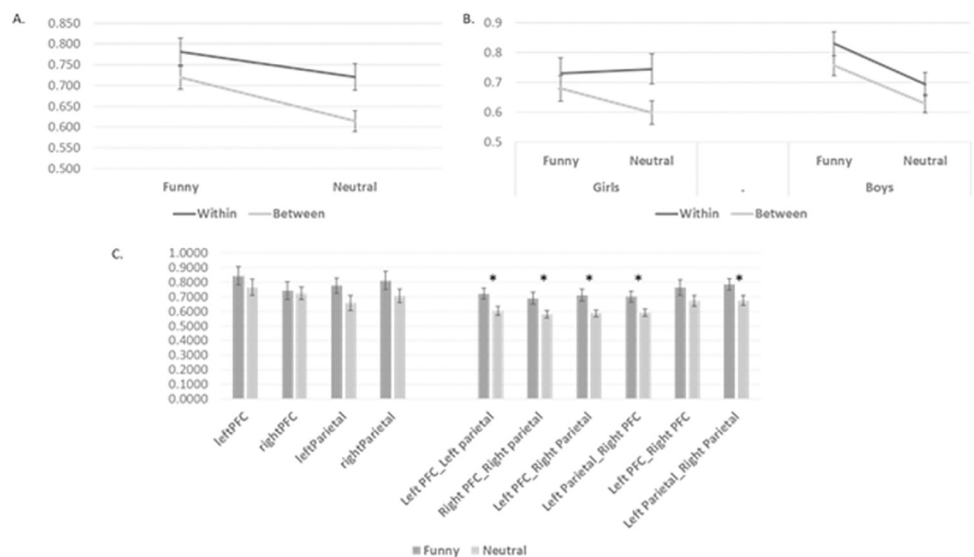 A.
0.850
0.800
0.750
0.700
0.650
0.600
0.550
0.500
Funny Neutral
Within Between
B.
0.9
0.8
0.7
0.6
0.5
Funny Neutral Funny Neutral
Girls . Boys
Within Between
C.
1.0000
0.9000
0.8000
0.7000
0.6000
0.5000
0.4000
0.3000
0.2000
0.1000
0.0000
* * * * *
leftPFC
rightPFC
leftParietal
rightParietal
Left PFC_Left parietal
Right PFC_Right parietal
Left PFC_Right Parietal
Left Parietal_Right PFC
Left PFC_Right PFC
Left Parietal_Right Parietal
Funny Neutral